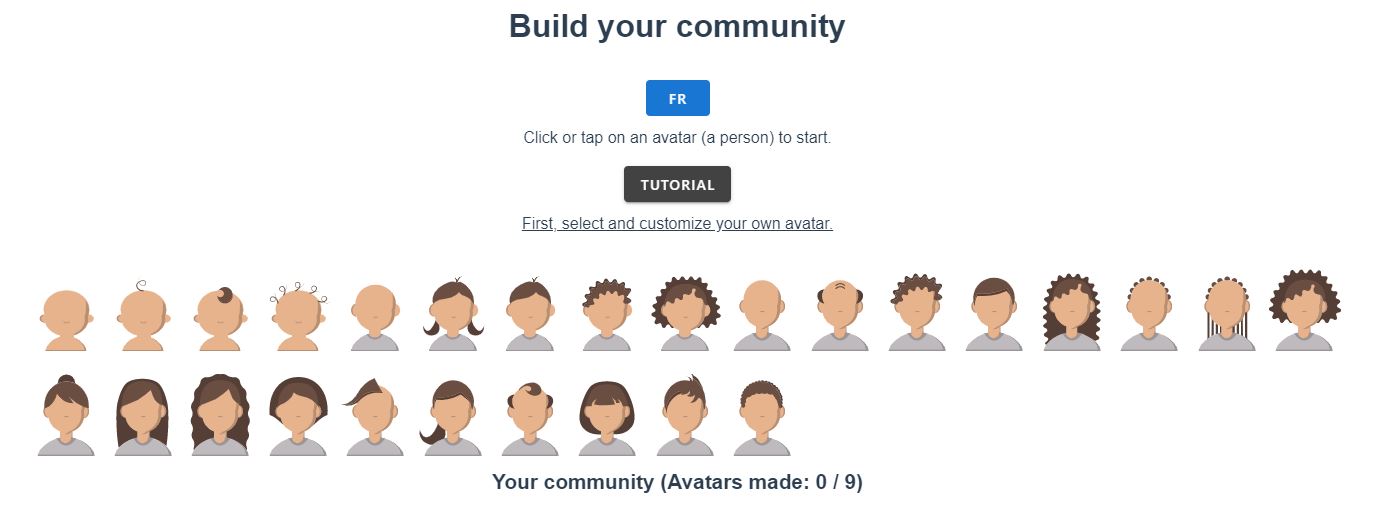 Build your community
FR
Click or tap on an avatar (a person) to start.
TUTORIAL
First, select and customize your own avatar.
Your community (Avatars made: 0 / 9)